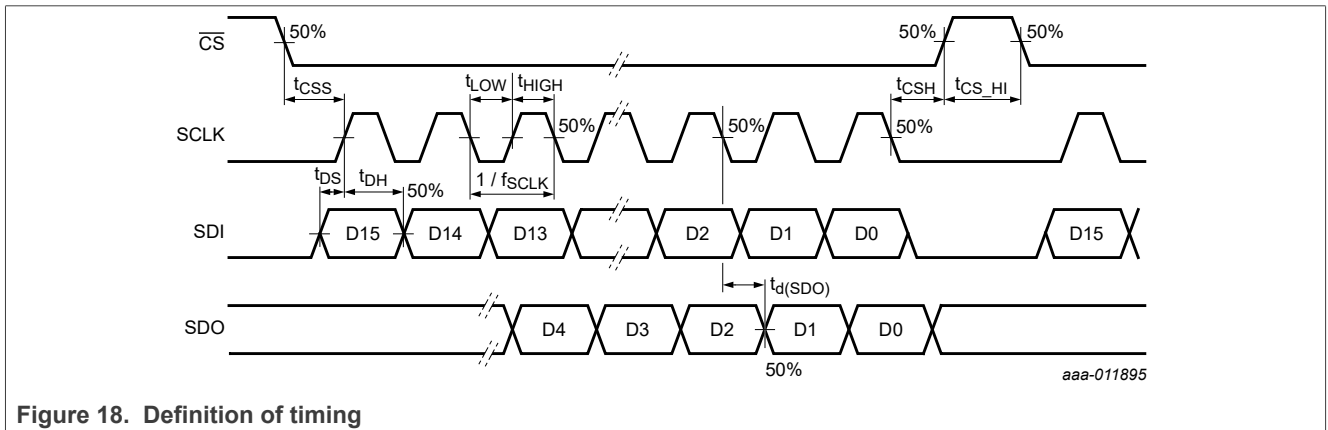 CS 50% 50% 50%
tCSS tLOW tHIGH tCSH tCS_HI
SCLK 50% 50% 50%
tDS tDH 50% 1 / fSCLK
SDI D15 D14 D13 D2 D1 D0 D15
td(SDO)
SDO D4 D3 D2 D1 D0
50%
aaa-011895
Figure 18. Definition of timing